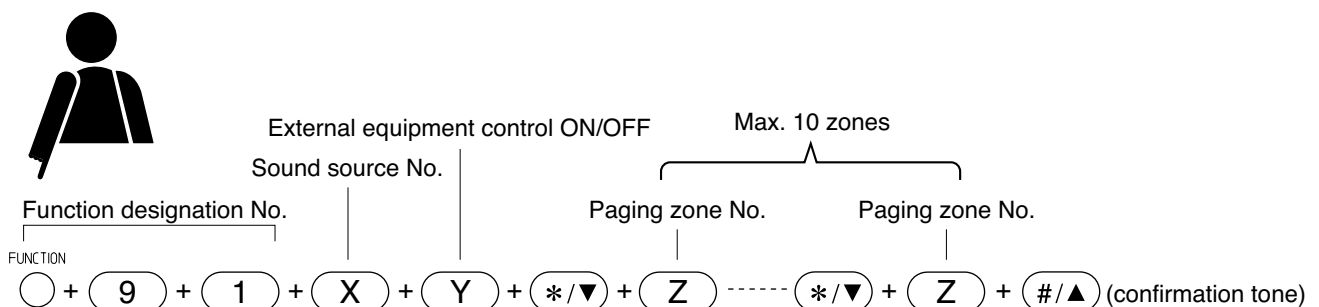 External equipment control ON/OFF
Max. 10 zones
Sound source No.
Function designation No.
Paging zone No.
Paging zone No.
FUNCTION
+ 9 + 1 + X + Y + */▼ + Z ------ */▼ + Z + #/▲ (confirmation tone)